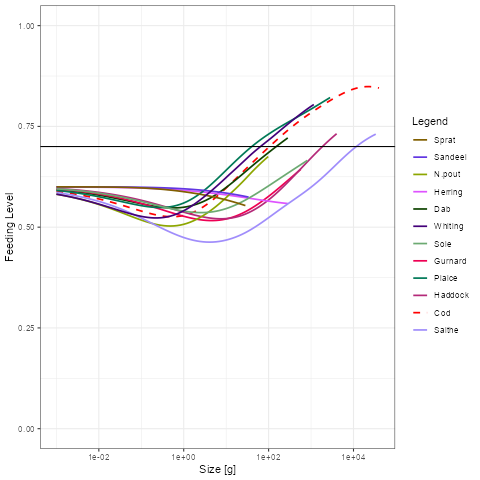 1.00
0.75
0.50
0.25
0.00
Feeding Level
1e-02
1e+00
1e+02
1e+04
Size [g]
Legend
Sprat
Sandeel
N.pout
Herring
Dab
Whiting
Sole
Gurnard
Plaice
Haddock
Cod
Saithe